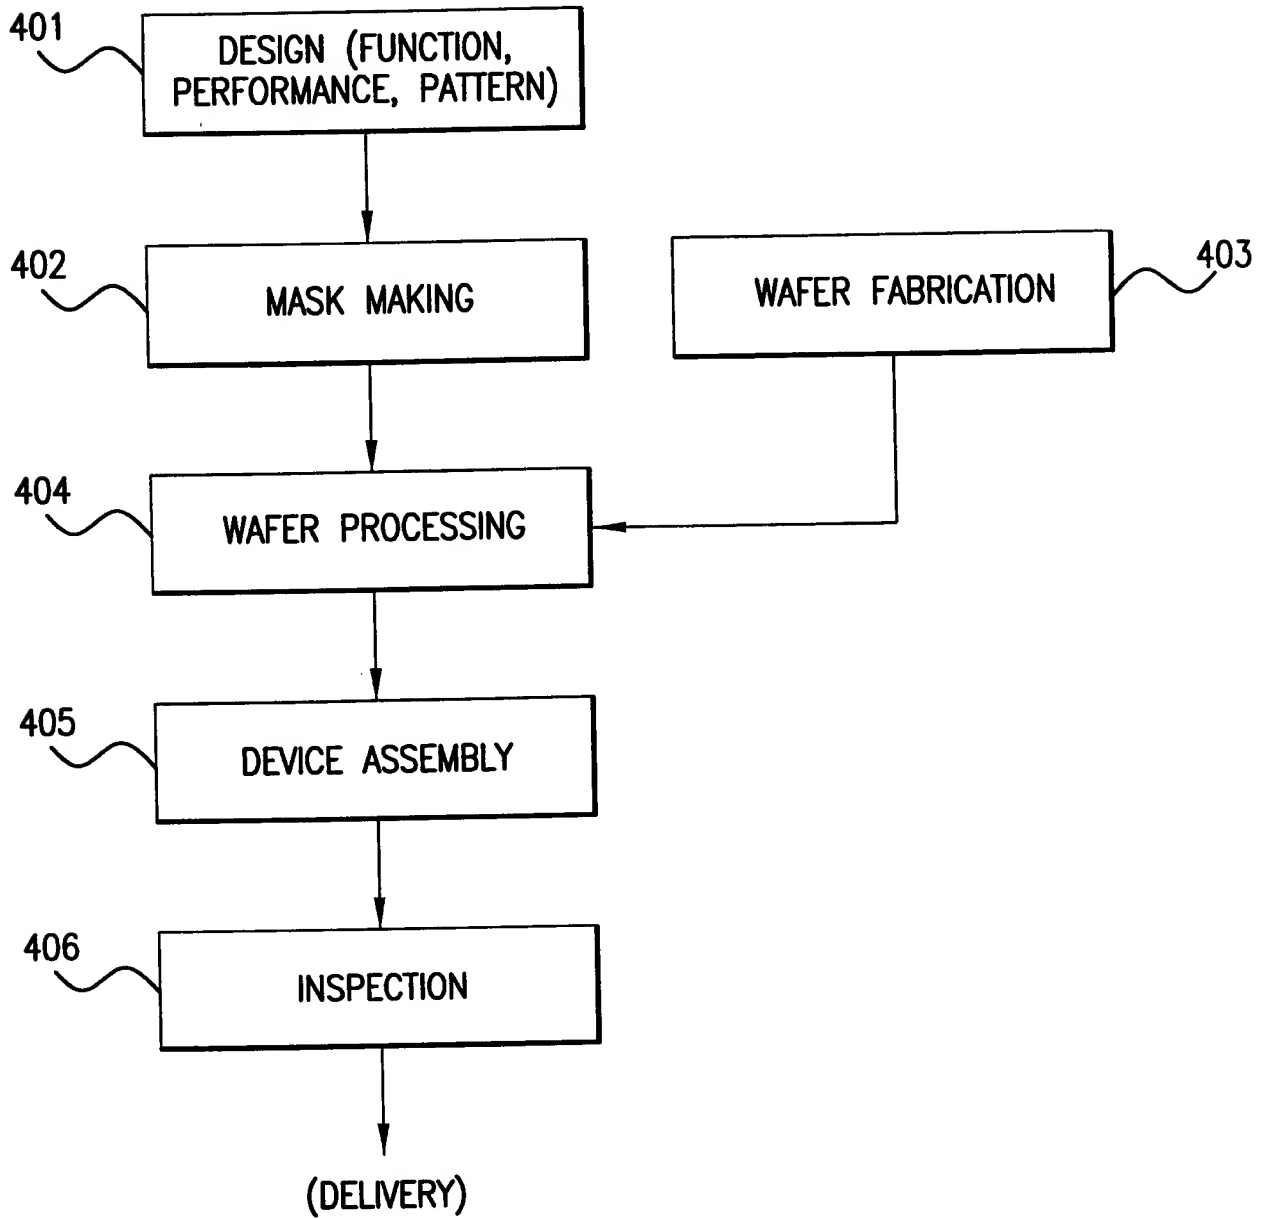 401
DESIGN (FUNCTION,
PERFORMANCE, PATTERN)
402
MASK MAKING
WAFER FABRICATION
403
404
WAFER PROCESSING
405
DEVICE ASSEMBLY
406
INSPECTION
(DELIVERY)